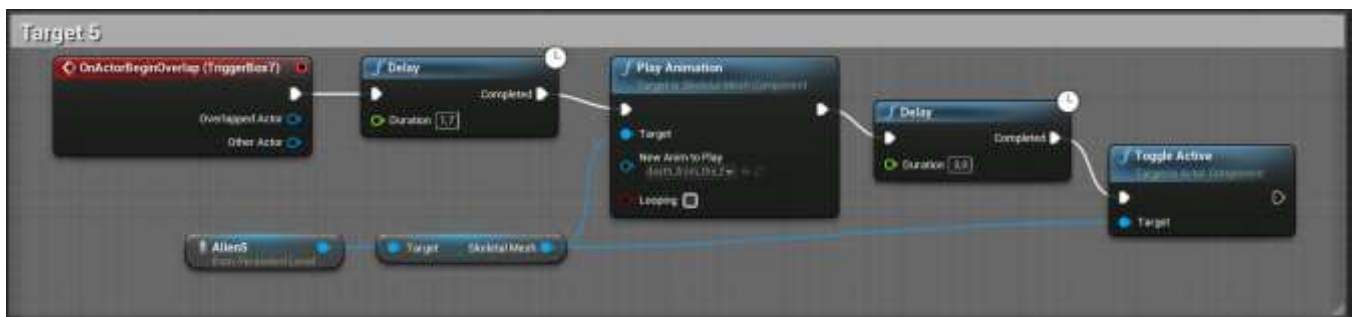 Target 5
OnActorBeginOverlap (TriggerBox7)
Overlapped Actor
Other Actor
Delay
Completed
Duration 1,7
Play Animation
Target is Skeletal Mesh Component
Target
New Anim to Play
Looping
Delay
Completed
Duration 3,0
Toggle Active
Target is Actor Component
Target
Alien5
from Persistent Level
Target Skeletal Mesh